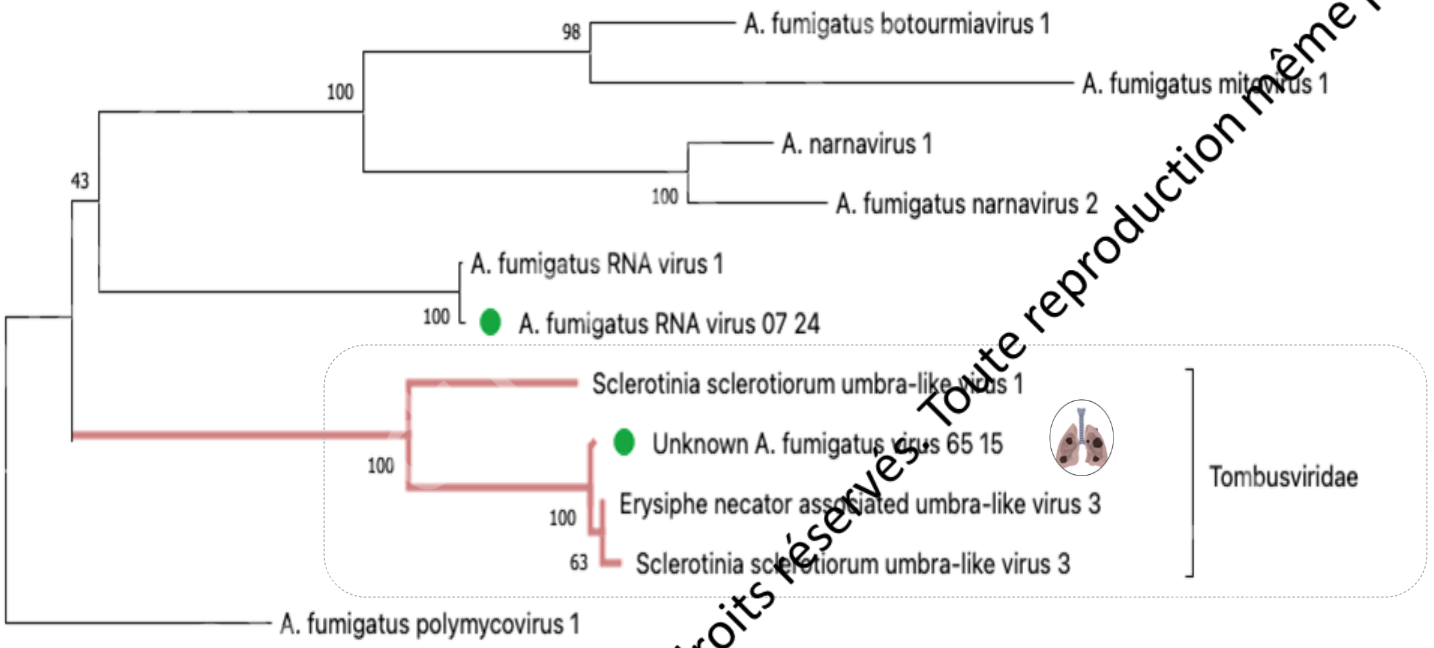 98
A. fumigatus botourmiavirus 1
A. fumigatus mitovirus 1
100
A. narnavirus 1
43
100
A. fumigatus narnavirus 2
A. fumigatus RNA virus 1
100
A. fumigatus RNA virus 07 24
Sclerotinia sclerotiorum umbra-like virus 1
Unknown A. fumigatus virus 65 15
100
Tombusviridae
Erysiphe necator associated umbra-like virus 3
100
63
Sclerotinia sclerotiorum umbra-like virus 3
A. fumigatus polymycovirus 1
réservés. Toute reproduction même